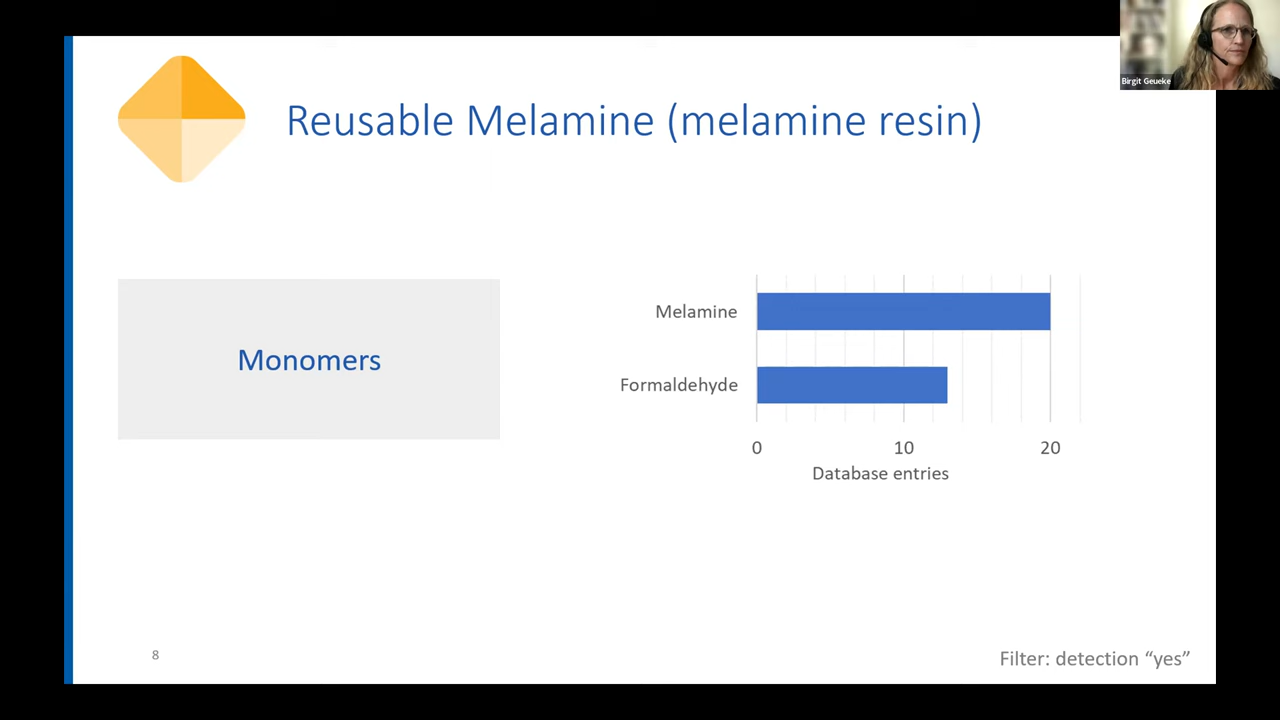 Birgit Geueke
Reusable Melamine (melamine resin)
Monomers
Melamine
Formaldehyde
0 10 20
Database entries
8
Filter: detection “yes”